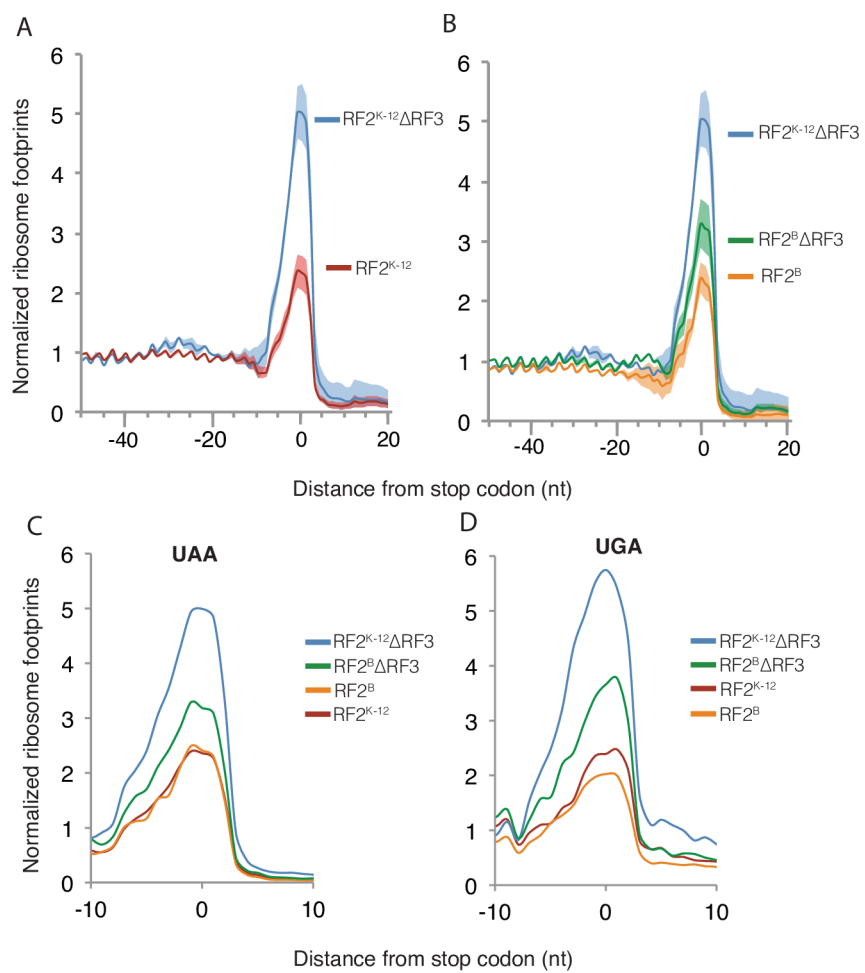 A
B
6
5
4
3
2
1
0
-40
-20
0
20
Normalized ribosome footprints
RF2ᴷ⁻¹²ΔRF3
RF2ᴷ⁻¹²
6
5
4
3
2
1
0
-40
-20
0
20
RF2ᴷ⁻¹²ΔRF3
RF2ᴮΔRF3
RF2ᴮ
Distance from stop codon (nt)
C
UAA
6
5
4
3
2
1
0
-10
0
10
Normalized ribosome footprints
RF2ᴷ⁻¹²ΔRF3
RF2ᴮΔRF3
RF2ᴮ
RF2ᴷ⁻¹²
D
UGA
6
5
4
3
2
1
0
-10
0
10
RF2ᴷ⁻¹²ΔRF3
RF2ᴮΔRF3
RF2ᴷ⁻¹²
RF2ᴮ
Distance from stop codon (nt)